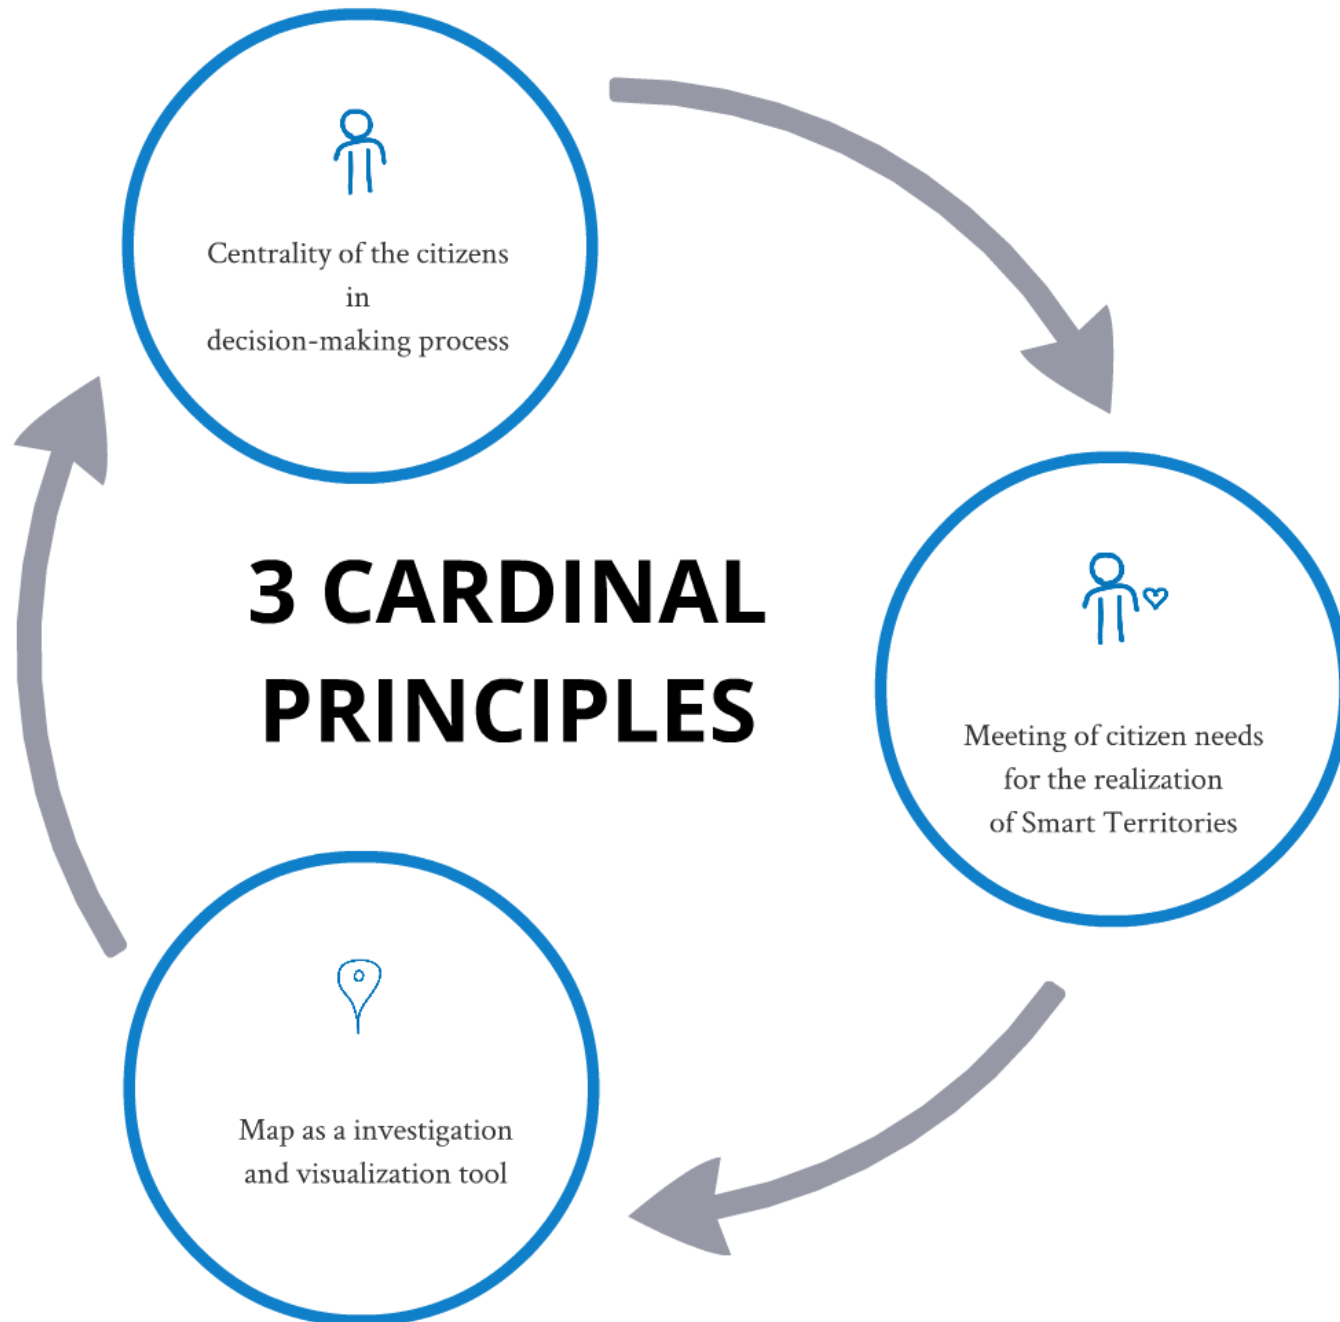 Centrality of the citizens
in
decision-making process
3 CARDINAL
PRINCIPLES
Meeting of citizen needs
for the realization
of Smart Territories
Map as a investigation
and visualization tool